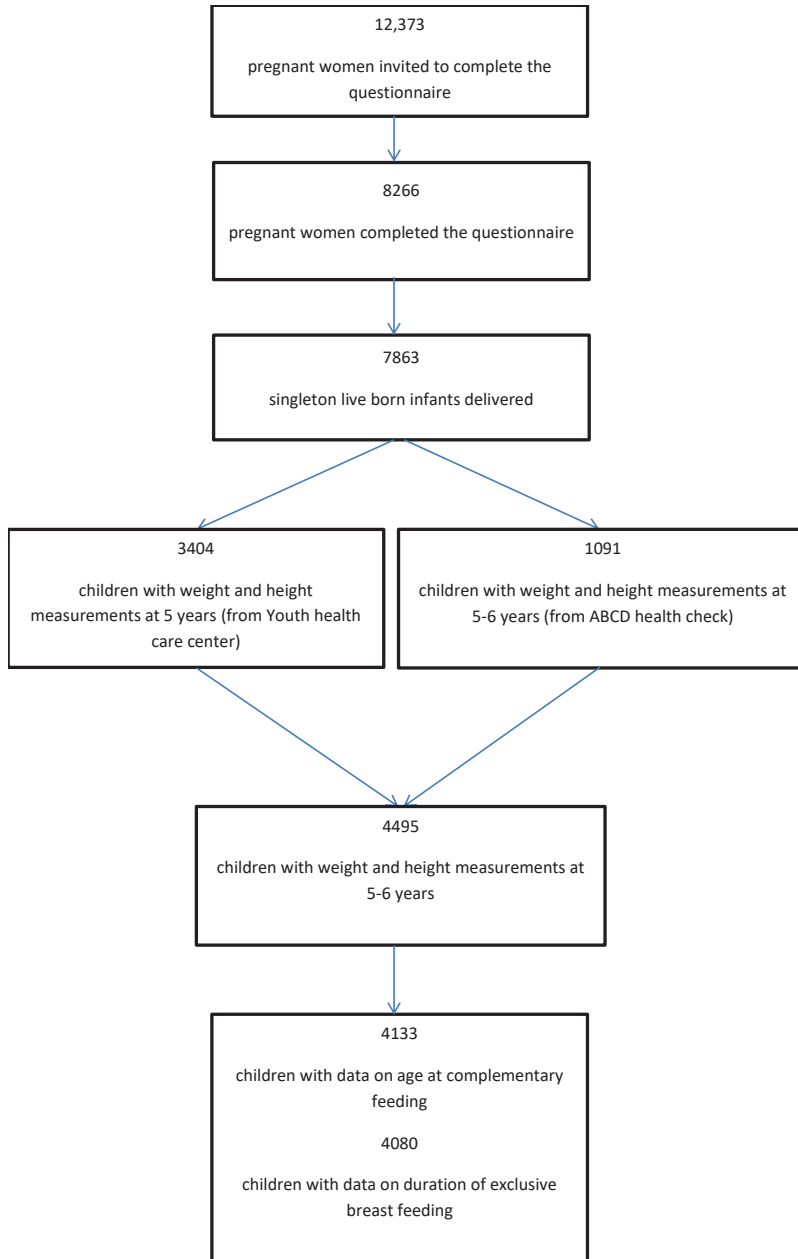 12,373
pregnant women invited to complete the
questionnaire
8266
pregnant women completed the questionnaire
7863
singleton live born infants delivered
3404
children with weight and height
measurements at 5 years (from Youth health
care center)
1091
children with weight and height measurements at
5-6 years (from ABCD health check)
4495
children with weight and height measurements at
5-6 years
4133
children with data on age at complementary
feeding
4080
children with data on duration of exclusive
breast feeding